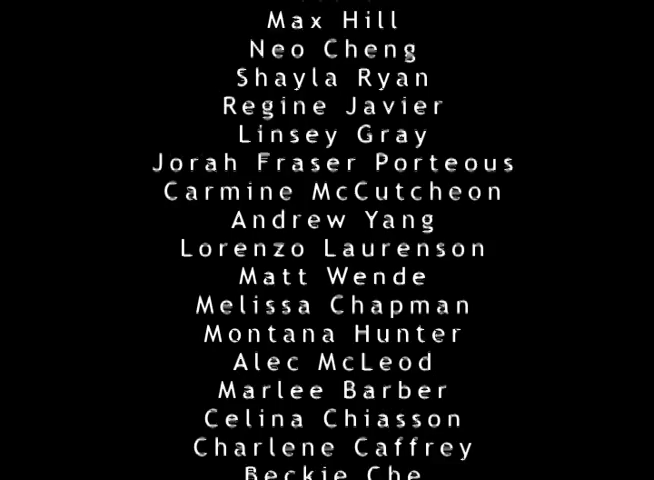 Max Hill
Neo Cheng
Shayla Ryan
Regine Javier
Linsey Gray
Jorah Fraser Porteous
Carmine McCutcheon
Andrew Yang
Lorenzo Laurenson
Matt Wende
Melissa Chapman
Montana Hunter
Alec McLeod
Marlee Barber
Celina Chiasson
Charlene Caffrey
Beckie Che